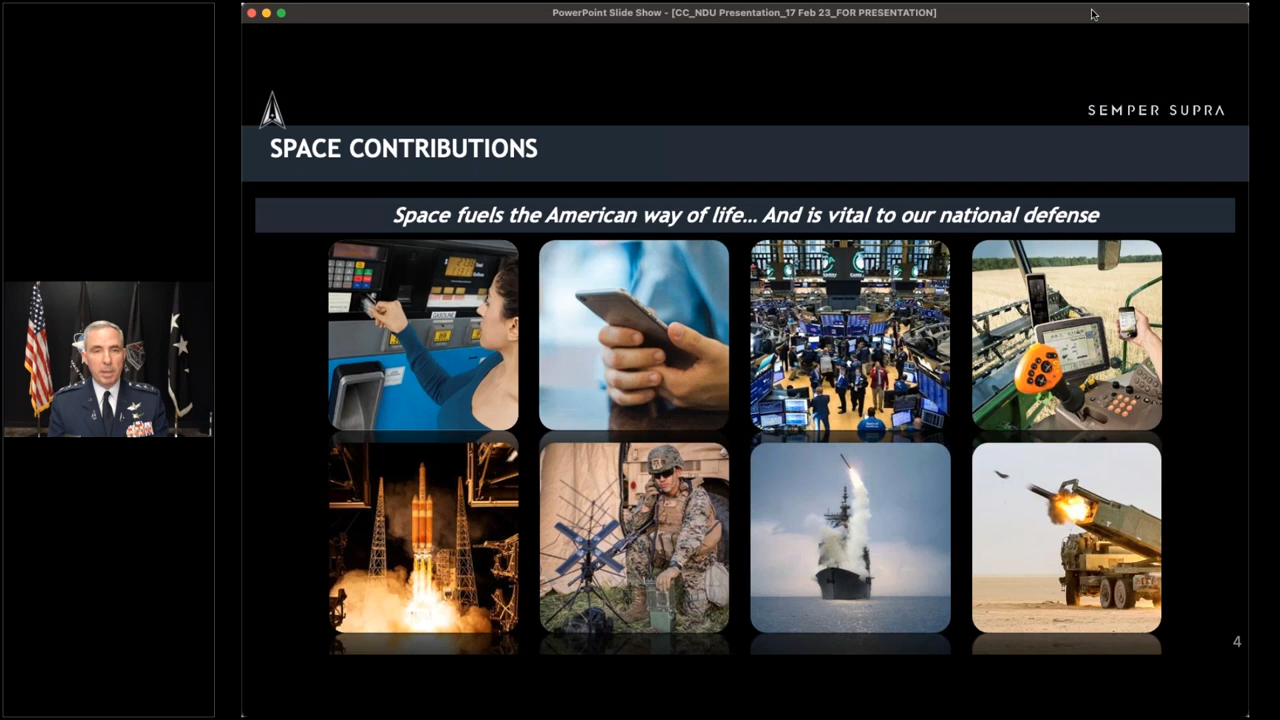 PowerPoint Slide Show - [CC_NDU Presentation_17 Feb 23_FOR PRESENTATION]
SEMPER SUPRA
SPACE CONTRIBUTIONS
Space fuels the American way of life... And is vital to our national defense
GASOLINE
4